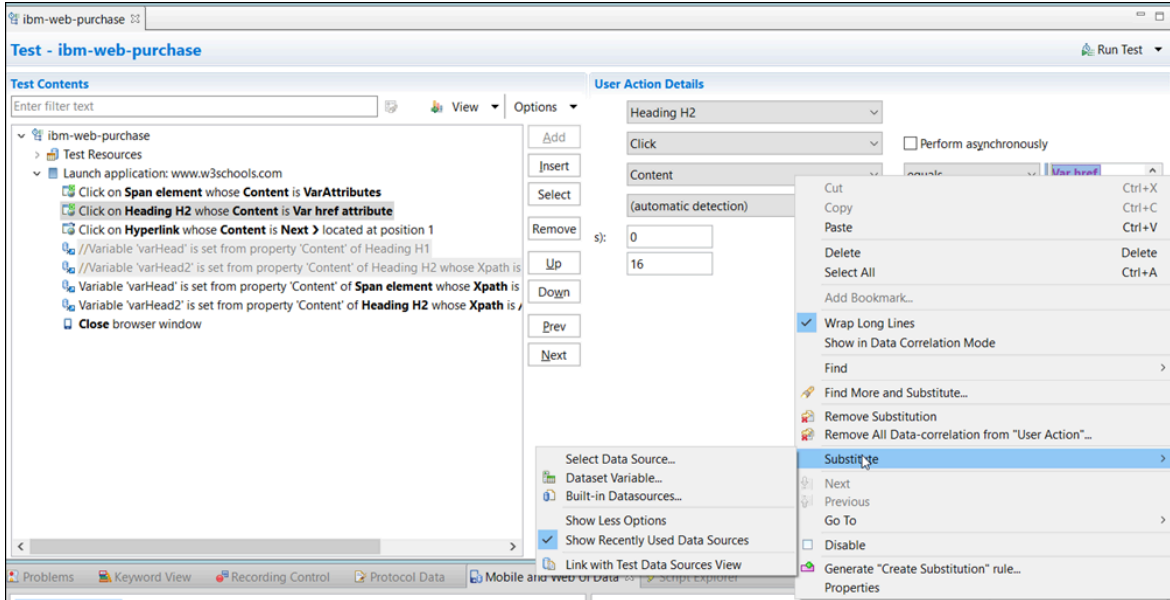 ibm-web-purchase
Test - ibm-web-purchase
Run Test
Test Contents
Enter filter text
View
Options
ibm-web-purchase
Test Resources
Launch application: www.w3schools.com
Click on Span element whose Content is VarAttributes
Click on Heading H2 whose Content is Var href attribute
Click on Hyperlink whose Content is Next ❯ located at position 1
//Variable 'varHead' is set from property 'Content' of Heading H1
//Variable 'varHead2' is set from property 'Content' of Heading H2 whose Xpath is
Variable 'varHead' is set from property 'Content' of Span element whose Xpath is
Variable 'varHead2' is set from property 'Content' of Heading H2 whose Xpath is /
Close browser window
Add
Insert
Select
Remove
Up
Down
Prev
Next
User Action Details
Heading H2
Click
Perform asynchronously
Content
equals
Var href
(automatic detection)
s):
0
16
Cut Ctrl+X
Copy Ctrl+C
Paste Ctrl+V
Delete Delete
Select All Ctrl+A
Add Bookmark...
Wrap Long Lines
Show in Data Correlation Mode
Find
Find More and Substitute...
Remove Substitution
Remove All Data-correlation from "User Action"...
Substitute
Next
Previous
Go To
Disable
Generate "Create Substitution" rule...
Properties
Select Data Source...
Dataset Variable...
Built-in Datasources...
Show Less Options
Show Recently Used Data Sources
Link with Test Data Sources View
Problems
Keyword View
Recording Control
Protocol Data
Mobile and Web UI Data
Script Explorer